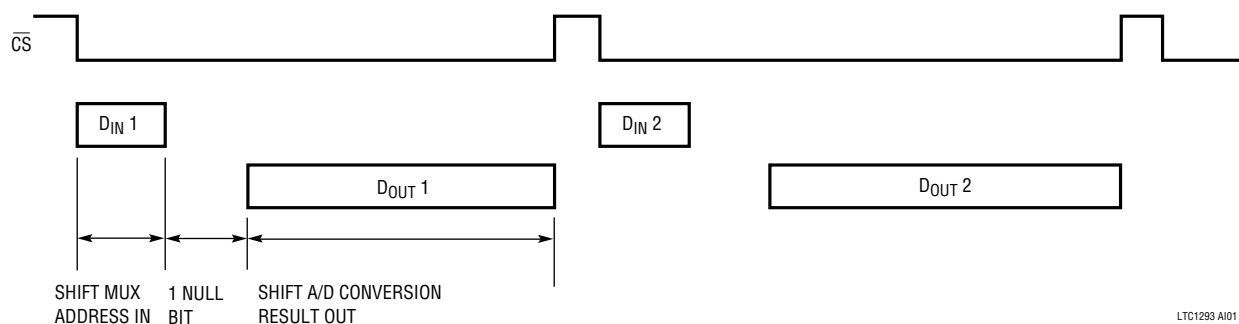 CS
DIN 1
DIN 2
DOUT 1
DOUT 2
SHIFT MUX
ADDRESS IN
1 NULL
BIT
SHIFT A/D CONVERSION
RESULT OUT
LTC1293 AI01